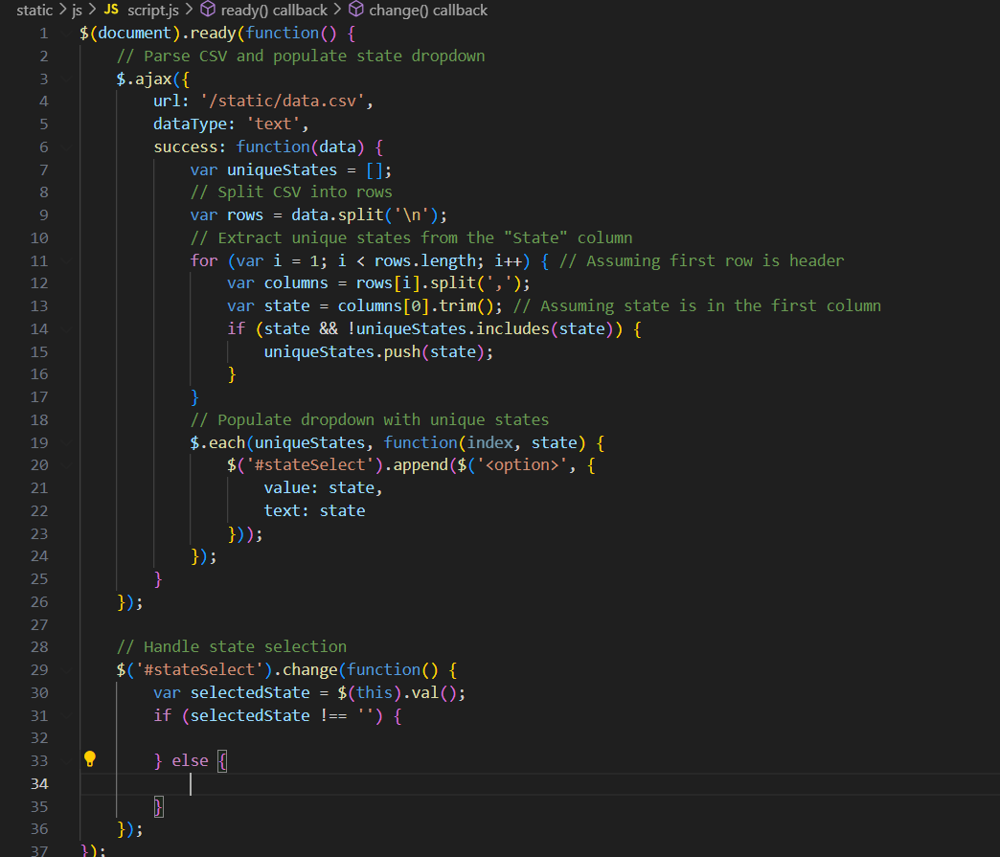 static > js > JS script.js > ready() callback > change() callback
1 $(document).ready(function() {
2     // Parse CSV and populate state dropdown
3     $.ajax({
4         url: '/static/data.csv',
5         dataType: 'text',
6         success: function(data) {
7             var uniqueStates = [];
8             // Split CSV into rows
9             var rows = data.split('\n');
10             // Extract unique states from the "State" column
11             for (var i = 1; i < rows.length; i++) { // Assuming first row is header
12                 var columns = rows[i].split(',');
13                 var state = columns[0].trim(); // Assuming state is in the first column
14                 if (state && !uniqueStates.includes(state)) {
15                     uniqueStates.push(state);
16                 }
17             }
18             // Populate dropdown with unique states
19             $.each(uniqueStates, function(index, state) {
20                 $('#stateSelect').append($('<option>', {
21                     value: state,
22                     text: state
23                 }));
24             });
25         }
26     });
27
28     // Handle state selection
29     $('#stateSelect').change(function() {
30         var selectedState = $(this).val();
31         if (selectedState !== '') {
32
33         } else {
34
35         }
36     });
37 });